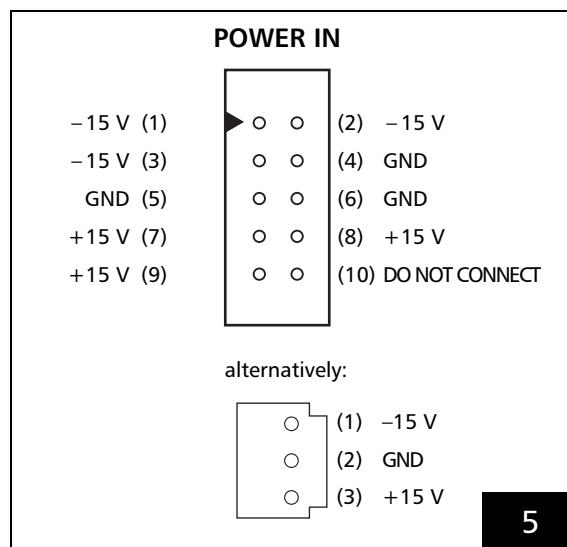 POWER IN
−15 V (1) (2) −15 V
−15 V (3) (4) GND
GND (5) (6) GND
+15 V (7) (8) +15 V
+15 V (9) (10) DO NOT CONNECT
alternatively:
(1) −15 V
(2) GND
(3) +15 V
5